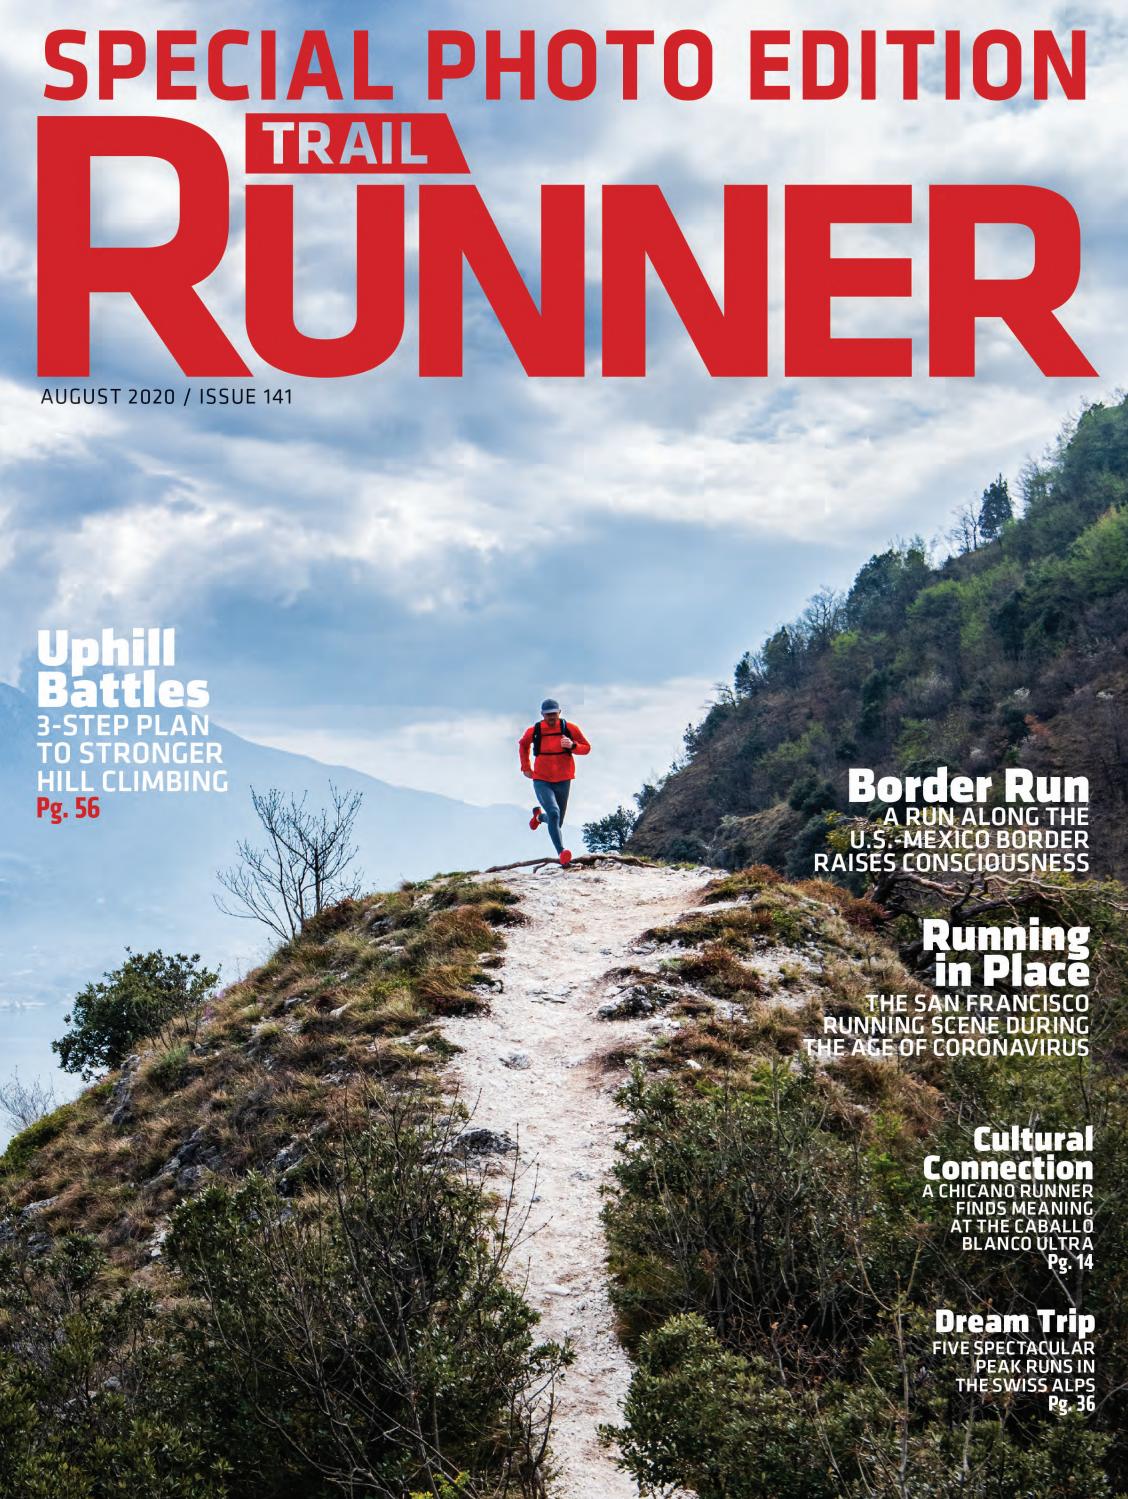 SPECIAL PHOTO EDITION
TRAIL
RUNNER
AUGUST 2020 / ISSUE 141
Uphill
Battles
3-STEP PLAN
TO STRONGER
HILL CLIMBING
Pg. 56
Border Run
A RUN ALONG THE
U.S.-MEXICO BORDER
RAISES CONSCIOUSNESS
Running
in Place
THE SAN FRANCISCO
RUNNING SCENE DURING
THE AGE OF CORONAVIRUS
Cultural
Connection
A CHICANO RUNNER
FINDS MEANING
AT THE CABALLO
BLANCO ULTRA
Pg. 14
Dream Trip
FIVE SPECTACULAR
PEAK RUNS IN
THE SWISS ALPS
Pg. 36